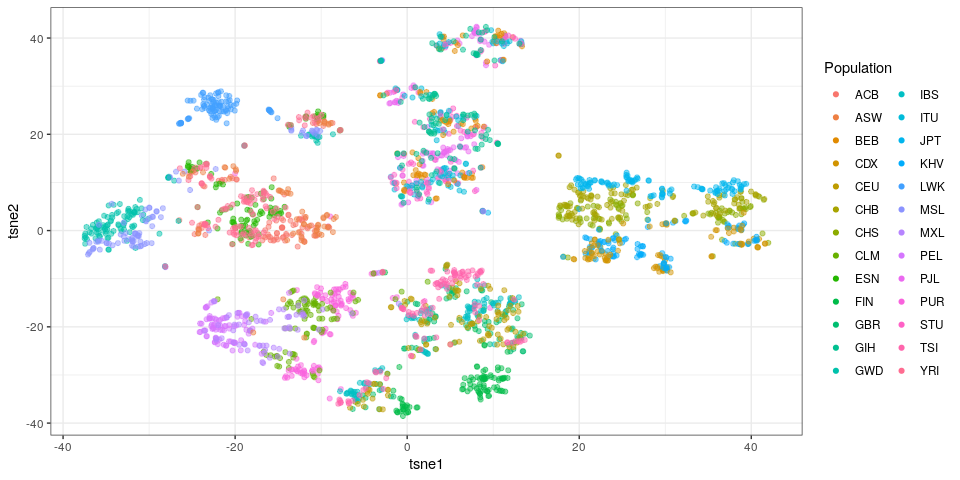 40
20
0
-20
-40
-40
-20
0
20
40
tsne1
tsne2
Population
ACB
ASW
BEB
CDX
CEU
CHB
CHS
CLM
ESN
FIN
GBR
GIH
GWD
IBS
ITU
JPT
KHV
LWK
MSL
MXL
PEL
PJL
PUR
STU
TSI
YRI